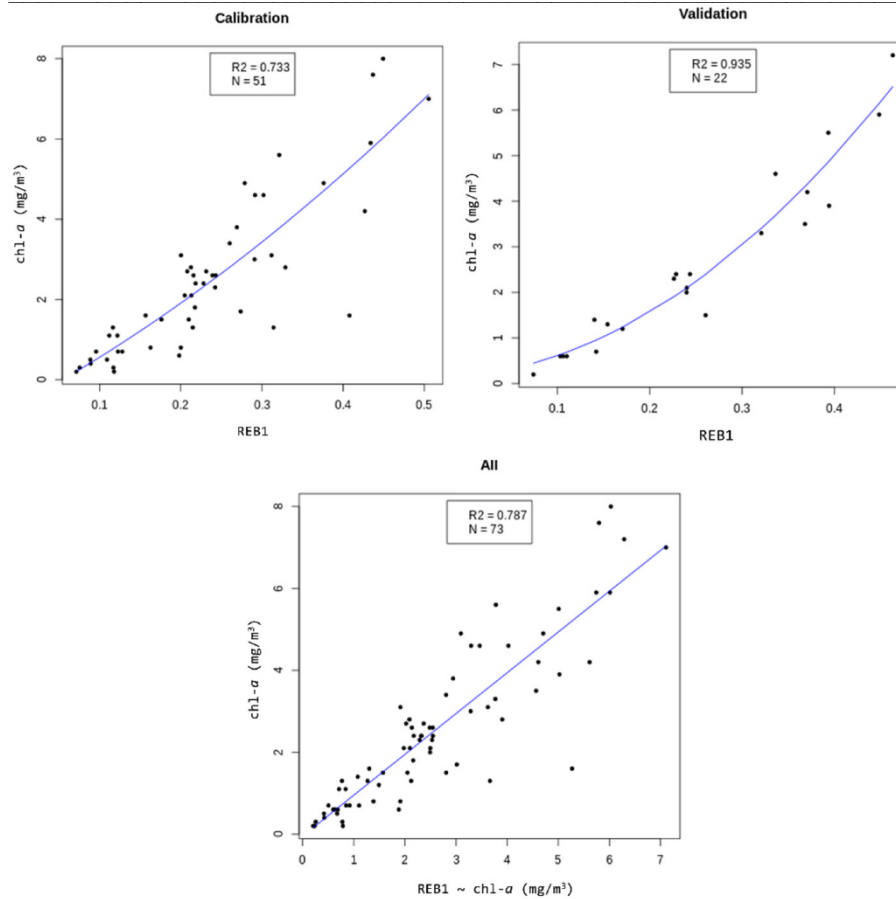 Calibration
R2 = 0.733
N = 51
8
6
4
2
0
chl-a (mg/m³)
0.1 0.2 0.3 0.4 0.5
REB1
Validation
R2 = 0.935
N = 22
7
6
5
4
3
2
1
0
chl-a (mg/m³)
0.1 0.2 0.3 0.4
REB1
All
R2 = 0.787
N = 73
8
6
4
2
0
chl-a (mg/m³)
0 1 2 3 4 5 6 7
REB1 ~ chl-a (mg/m³)